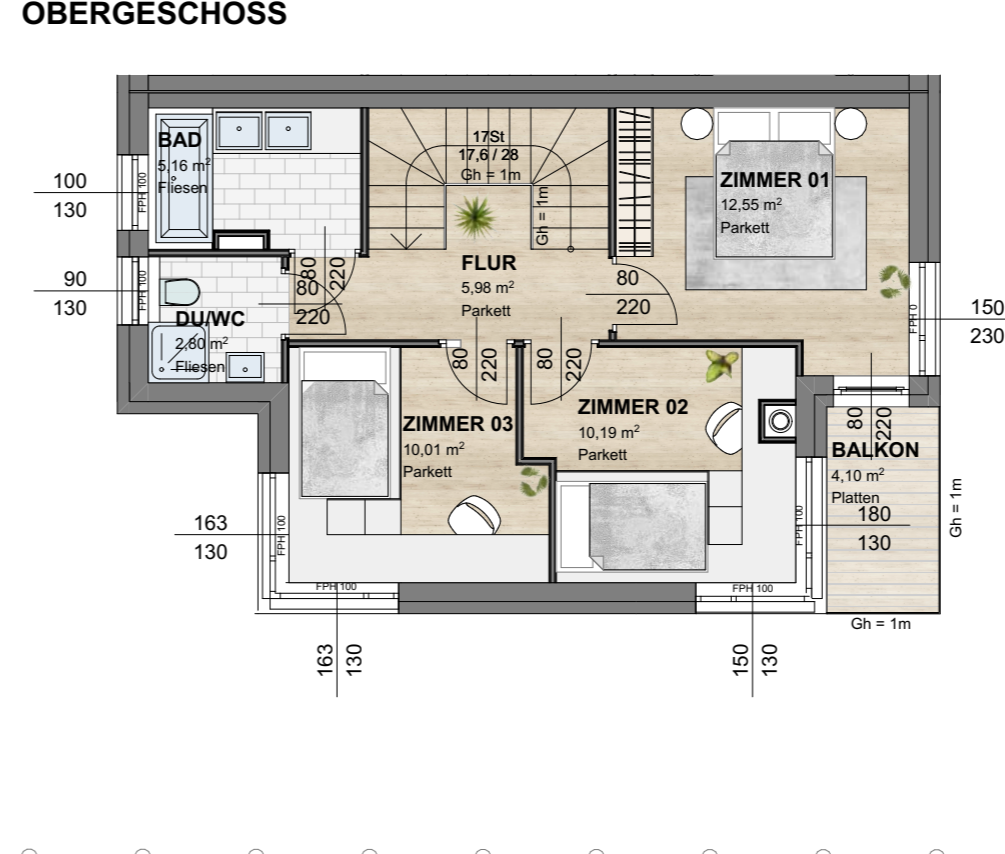 OBERGESCHOSS
BAD
5,16 m²
Fliesen
100
130
FPH 100
17St
17,6 / 28
Gh = 1m
Gh = 1m
ZIMMER 01
12,55 m²
Parkett
FLUR
5,98 m²
Parkett
80
220
80
220
80
220
90
130
FPH 100
DU/WC
2,80 m²
Fliesen
150
230
FPH 0
80
220
80
220
ZIMMER 03
10,01 m²
Parkett
ZIMMER 02
10,19 m²
Parkett
80
220
BALKON
4,10 m²
Platten
180
130
FPH 100
Gh = 1m
163
130
FPH 100
FPH 100
FPH 100
Gh = 1m
163
130
150
130